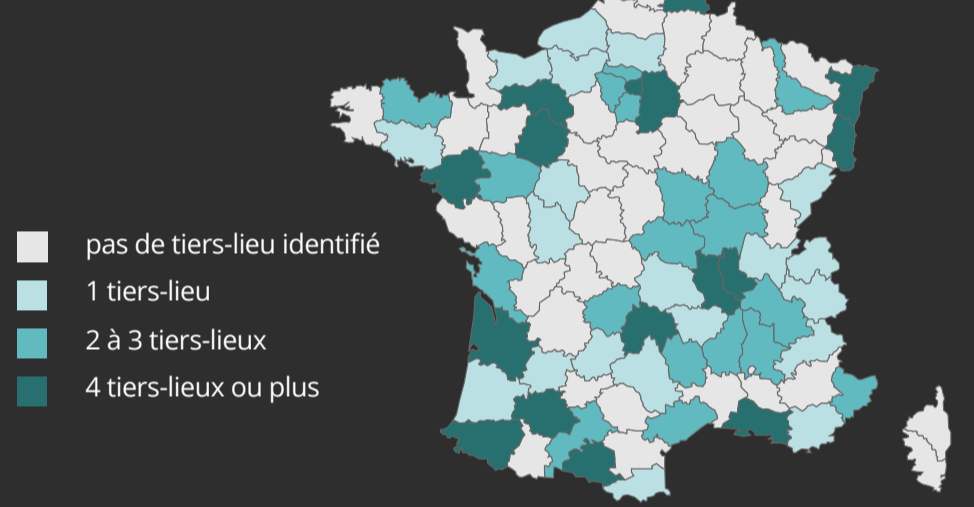 pas de tiers-lieu identifié
1 tiers-lieu
2 à 3 tiers-lieux
4 tiers-lieux ou plus